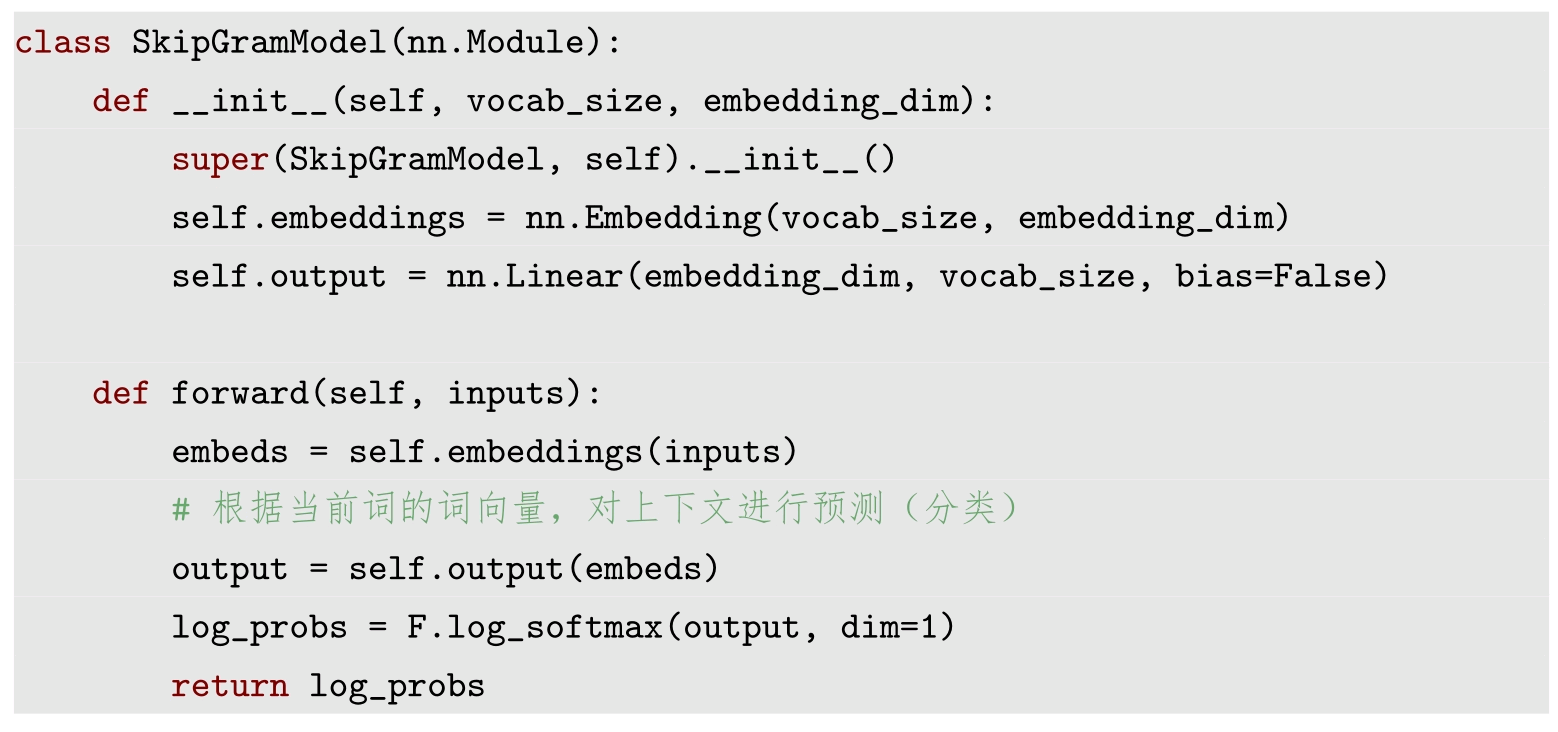 class SkipGramModel(nn.Module):
    def __init__(self, vocab_size, embedding_dim):
        super(SkipGramModel, self).__init__()
        self.embeddings = nn.Embedding(vocab_size, embedding_dim)
        self.output = nn.Linear(embedding_dim, vocab_size, bias=False)

    def forward(self, inputs):
        embeds = self.embeddings(inputs)
        # 根据当前词的词向量，对上下文进行预测（分类）
        output = self.output(embeds)
        log_probs = F.log_softmax(output, dim=1)
        return log_probs